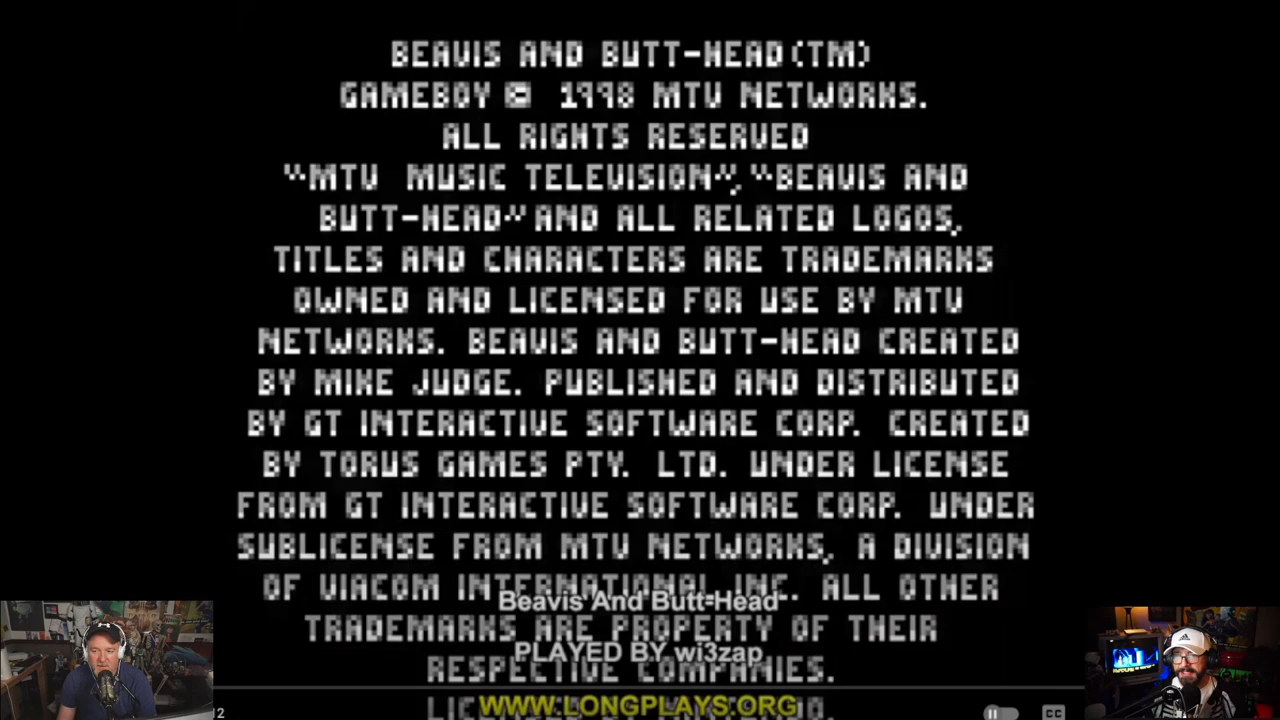 BEAVIS AND BUTT-HEAD(TM)
GAMEBOY © 1998 MTV NETWORKS.
ALL RIGHTS RESERVED
"MTV MUSIC TELEVISION","BEAVIS AND
BUTT-HEAD" AND ALL RELATED LOGOS,
TITLES AND CHARACTERS ARE TRADEMARKS
OWNED AND LICENSED FOR USE BY MTV
NETWORKS. BEAVIS AND BUTT-HEAD CREATED
BY MIKE JUDGE. PUBLISHED AND DISTRIBUTED
BY GT INTERACTIVE SOFTWARE CORP. CREATED
BY TORUS GAMES PTY. LTD. UNDER LICENSE
FROM GT INTERACTIVE SOFTWARE CORP. UNDER
SUBLICENSE FROM MTV NETWORKS, A DIVISION
OF VIACOM INTERNATIONAL INC. ALL OTHER
Beavis And Butt-Head
TRADEMARKS ARE PROPERTY OF THEIR
PLAYED BY wi3zap
RESPECTIVE COMPANIES.
WWW.LONGPLAYS.ORG
CC